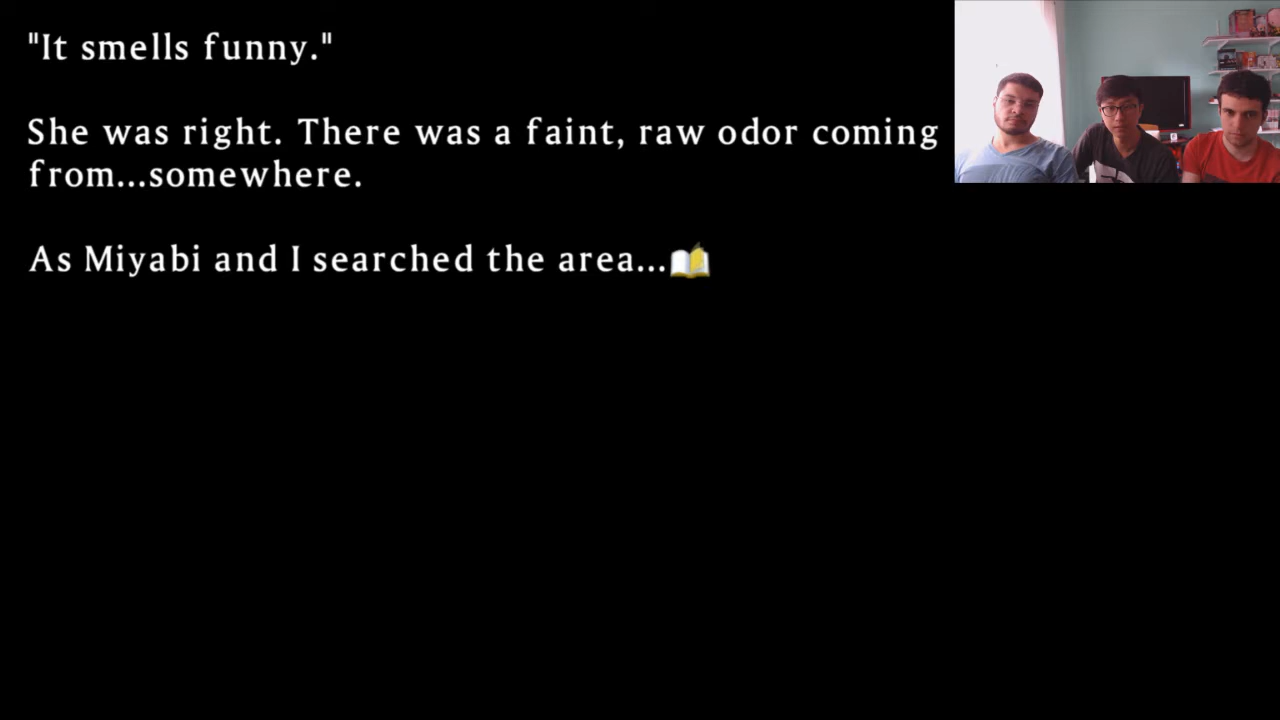 "It smells funny."
She was right. There was a faint, raw odor coming
from...somewhere.
As Miyabi and I searched the area...